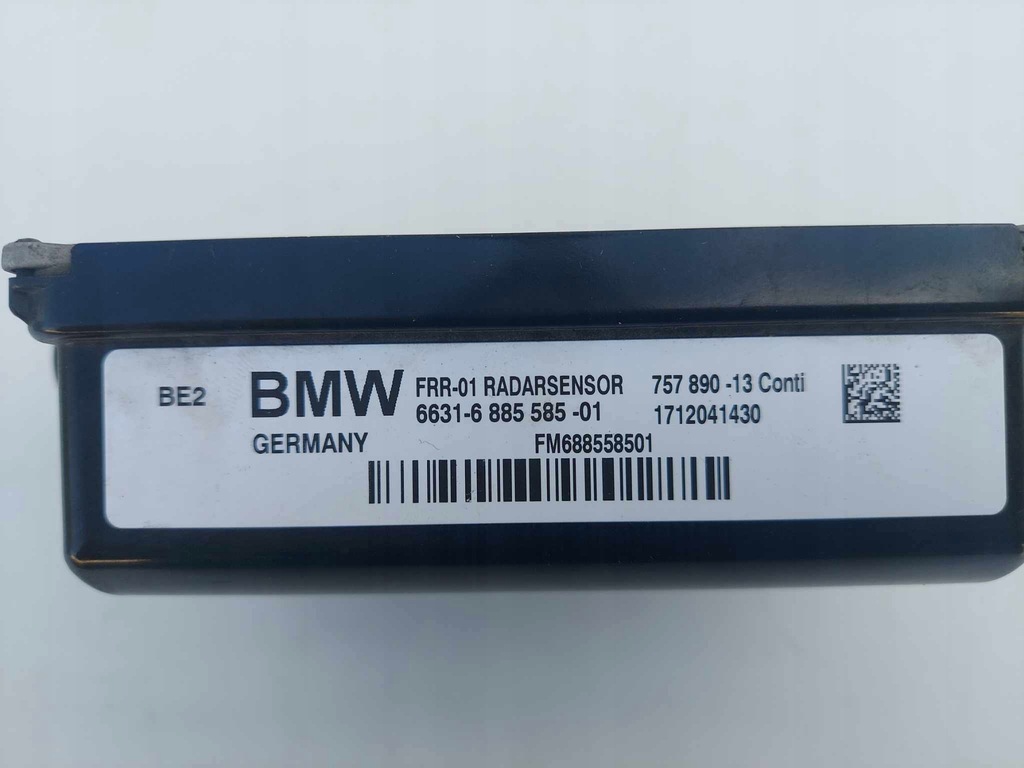 BE2
BMW
FRR-01 RADARSENSOR 757 890 -13 Conti
6631-6 885 585 -01 1712041430
GERMANY FM688558501